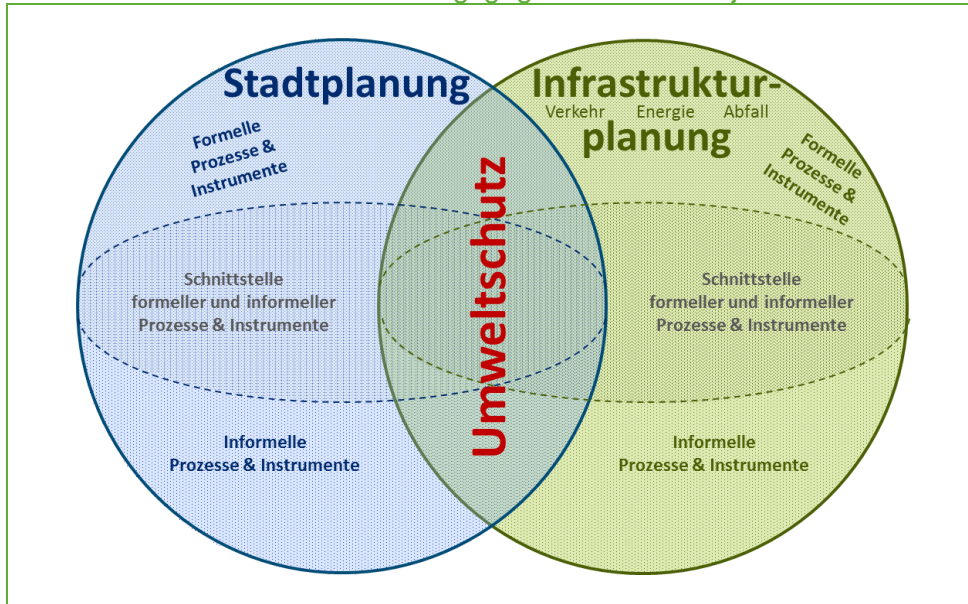 Stadtplanung
Formelle
Prozesse &
Instrumente
Schnittstelle
formeller und informeller
Prozesse & Instrumente
Informelle
Prozesse & Instrumente
Umweltschutz
Infrastruktur-
Verkehr Energie Abfall
planung
Formelle
Prozesse &
Instrumente
Schnittstelle
formeller und informeller
Prozesse & Instrumente
Informelle
Prozesse & Instrumente